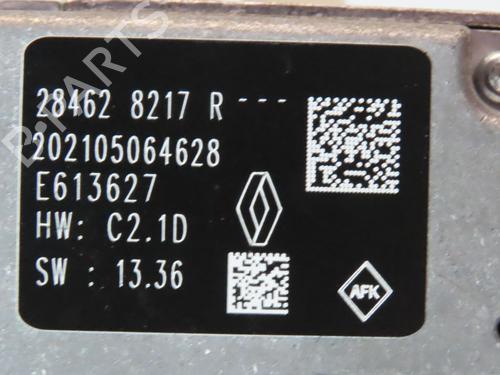 B-PARTS
28462 8217 R ---
202105064628
E613627
HW: C2.1D
SW : 13.36
AFK